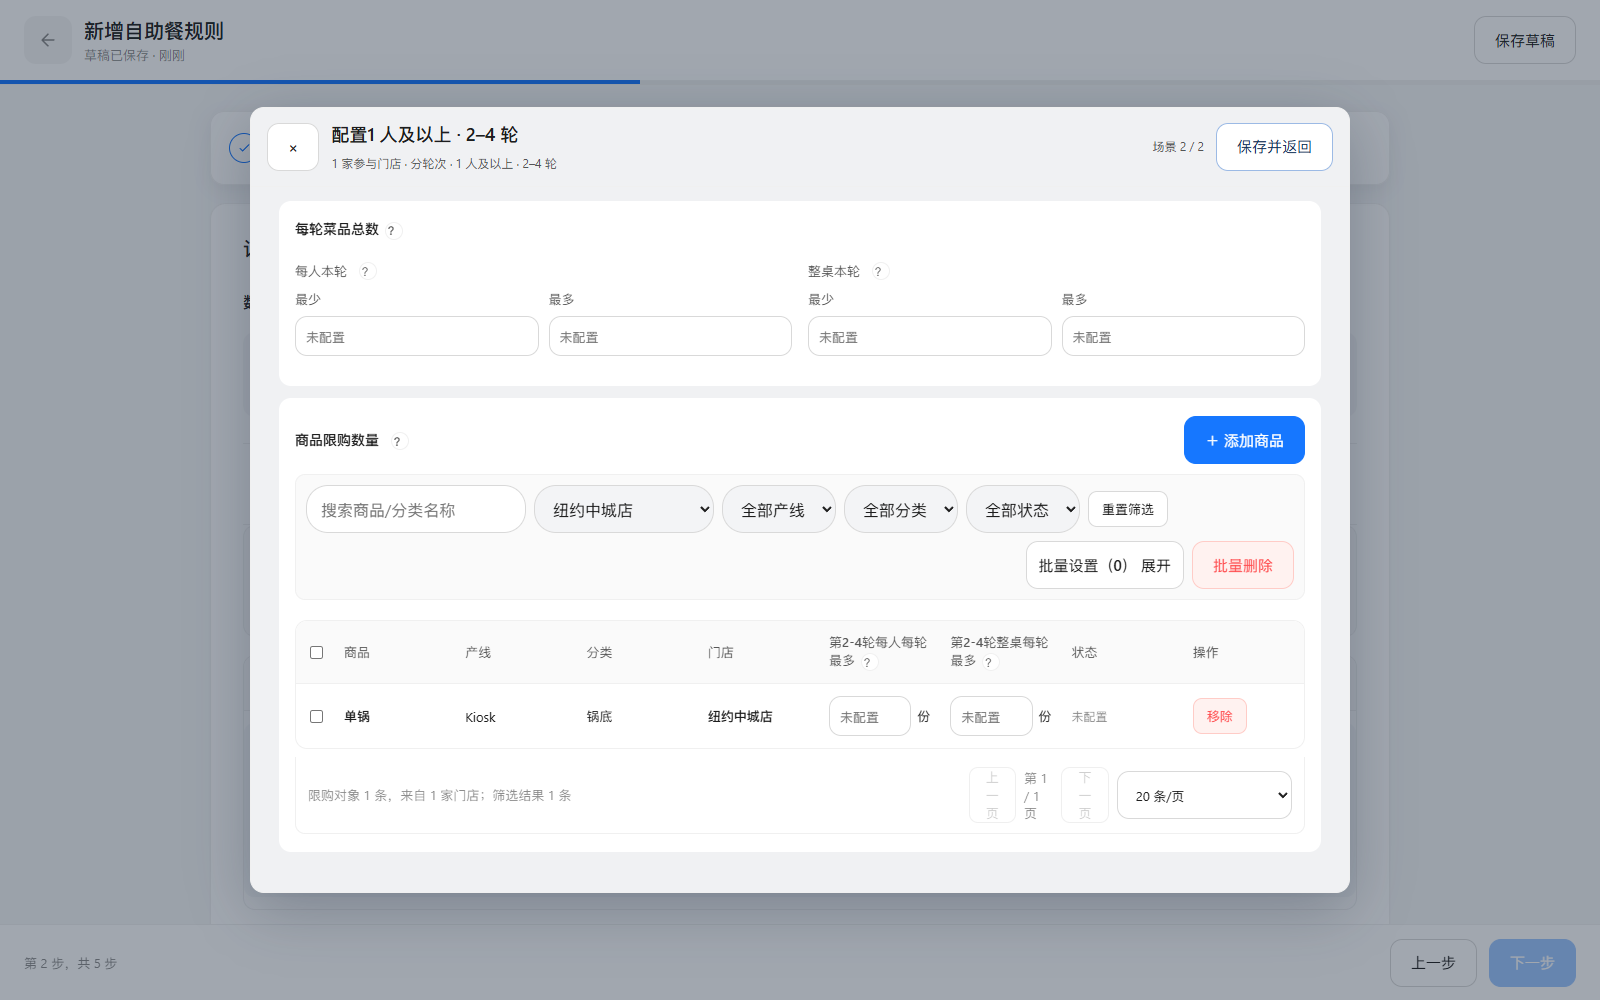 新增自助餐规则
草稿已保存 · 刚刚
保存草稿
×
配置1 人及以上 · 2–4 轮
1 家参与门店 · 分轮次 · 1 人及以上 · 2–4 轮
场景 2 / 2
保存并返回
每轮菜品总数 ?
每人本轮 ?
整桌本轮 ?
最少
最多
最少
最多
未配置
未配置
未配置
未配置
商品限购数量 ?
+ 添加商品
搜索商品/分类名称
纽约中城店
全部产线
全部分类
全部状态
重置筛选
批量设置（0） 展开
批量删除
商品
产线
分类
门店
第2-4轮每人每轮
最多 ?
第2-4轮整桌每轮
最多 ?
状态
操作
单锅
Kiosk
锅底
纽约中城店
未配置 份
未配置 份
未配置
移除
限购对象 1 条，来自 1 家门店；筛选结果 1 条
上
一
页
第 1
/ 1
页
下
一
页
20 条/页
第 2 步，共 5 步
上一步
下一步